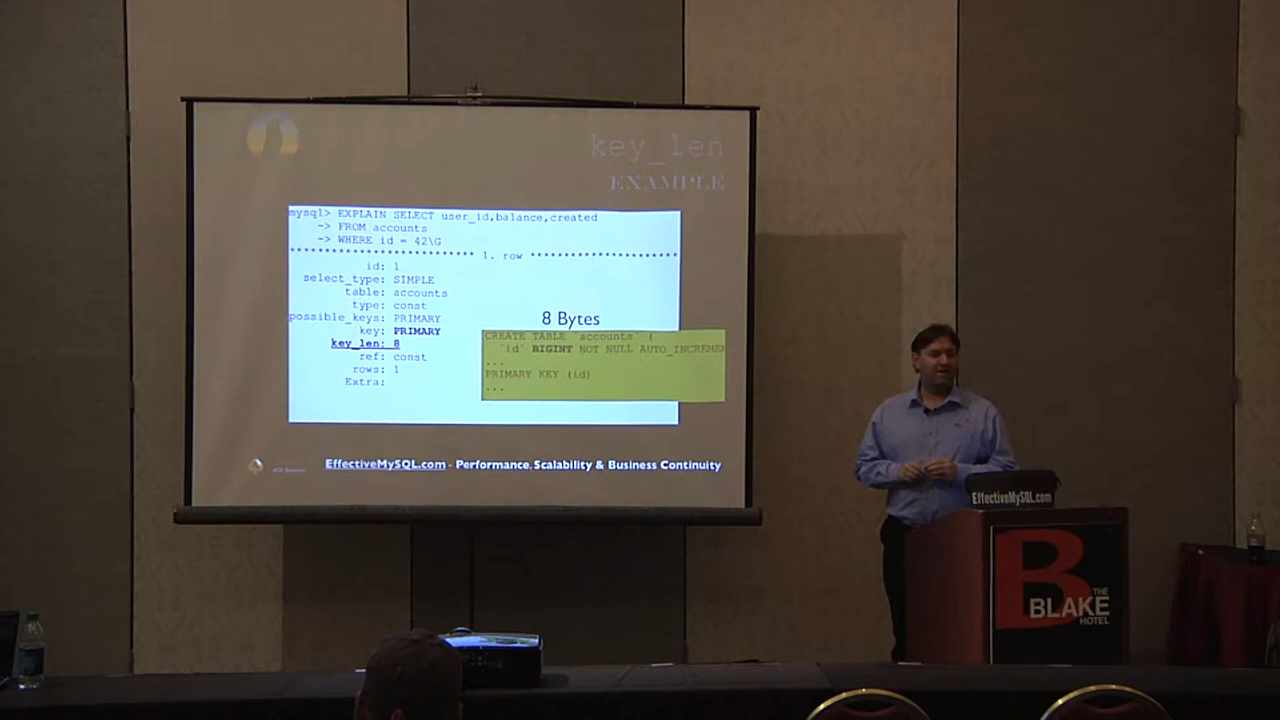 key_len
EXAMPLE
mysql> EXPLAIN SELECT user_id,balance,created
-> FROM accounts
-> WHERE id = 42\G
*************************** 1. row ***************************
id: 1
select_type: SIMPLE
table: accounts
type: const
possible_keys: PRIMARY
key: PRIMARY
key_len: 8
ref: const
rows: 1
Extra:
8 Bytes
CREATE TABLE `accounts` (
`id` BIGINT NOT NULL AUTO_INCREMEN
...
PRIMARY KEY (id)
...
EffectiveMySQL.com - Performance, Scalability & Business Continuity
EffectiveMySQL.com
B
THE
BLAKE
HOTEL